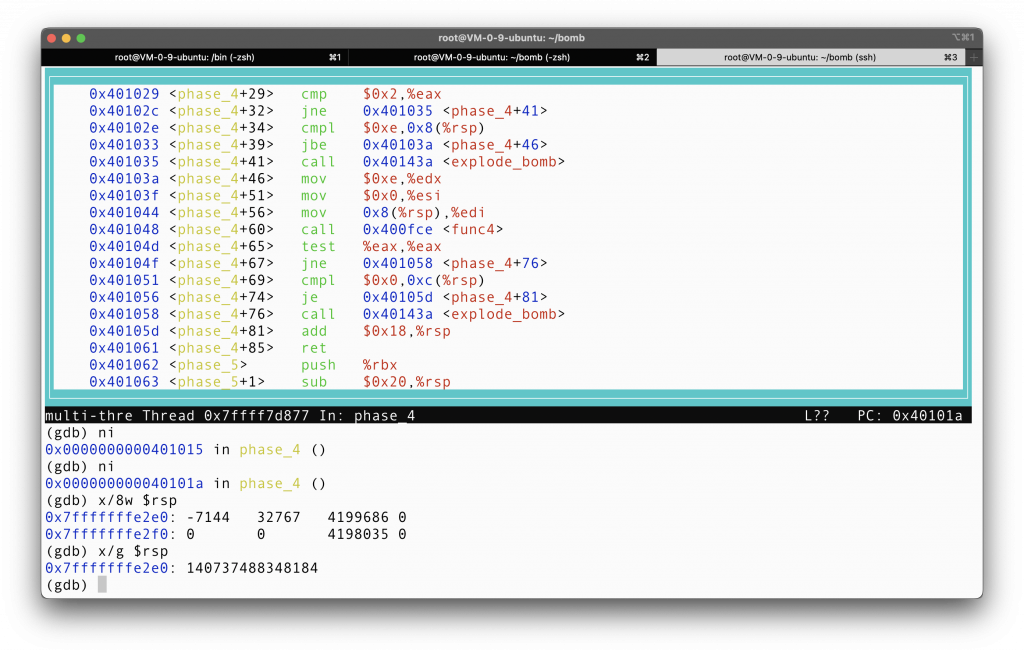 root@VM-0-9-ubuntu: ~/bomb ⌥⌘1
root@VM-0-9-ubuntu: /bin (-zsh) ⌘1 root@VM-0-9-ubuntu: ~/bomb (-zsh) ⌘2 root@VM-0-9-ubuntu: ~/bomb (ssh) ⌘3 +
0x401029 <phase_4+29> cmp $0x2,%eax
0x40102c <phase_4+32> jne 0x401035 <phase_4+41>
0x40102e <phase_4+34> cmpl $0xe,0x8(%rsp)
0x401033 <phase_4+39> jbe 0x40103a <phase_4+46>
0x401035 <phase_4+41> call 0x40143a <explode_bomb>
0x40103a <phase_4+46> mov $0xe,%edx
0x40103f <phase_4+51> mov $0x0,%esi
0x401044 <phase_4+56> mov 0x8(%rsp),%edi
0x401048 <phase_4+60> call 0x400fce <func4>
0x40104d <phase_4+65> test %eax,%eax
0x40104f <phase_4+67> jne 0x401058 <phase_4+76>
0x401051 <phase_4+69> cmpl $0x0,0xc(%rsp)
0x401056 <phase_4+74> je 0x40105d <phase_4+81>
0x401058 <phase_4+76> call 0x40143a <explode_bomb>
0x40105d <phase_4+81> add $0x18,%rsp
0x401061 <phase_4+85> ret
0x401062 <phase_5> push %rbx
0x401063 <phase_5+1> sub $0x20,%rsp
multi-thre Thread 0x7ffff7d877 In: phase_4 L?? PC: 0x40101a
(gdb) ni
0x0000000000401015 in phase_4 ()
(gdb) ni
0x000000000040101a in phase_4 ()
(gdb) x/8w $rsp
0x7fffffffe2e0: -7144 32767 4199686 0
0x7fffffffe2f0: 0 0 4198035 0
(gdb) x/g $rsp
0x7fffffffe2e0: 140737488348184
(gdb)